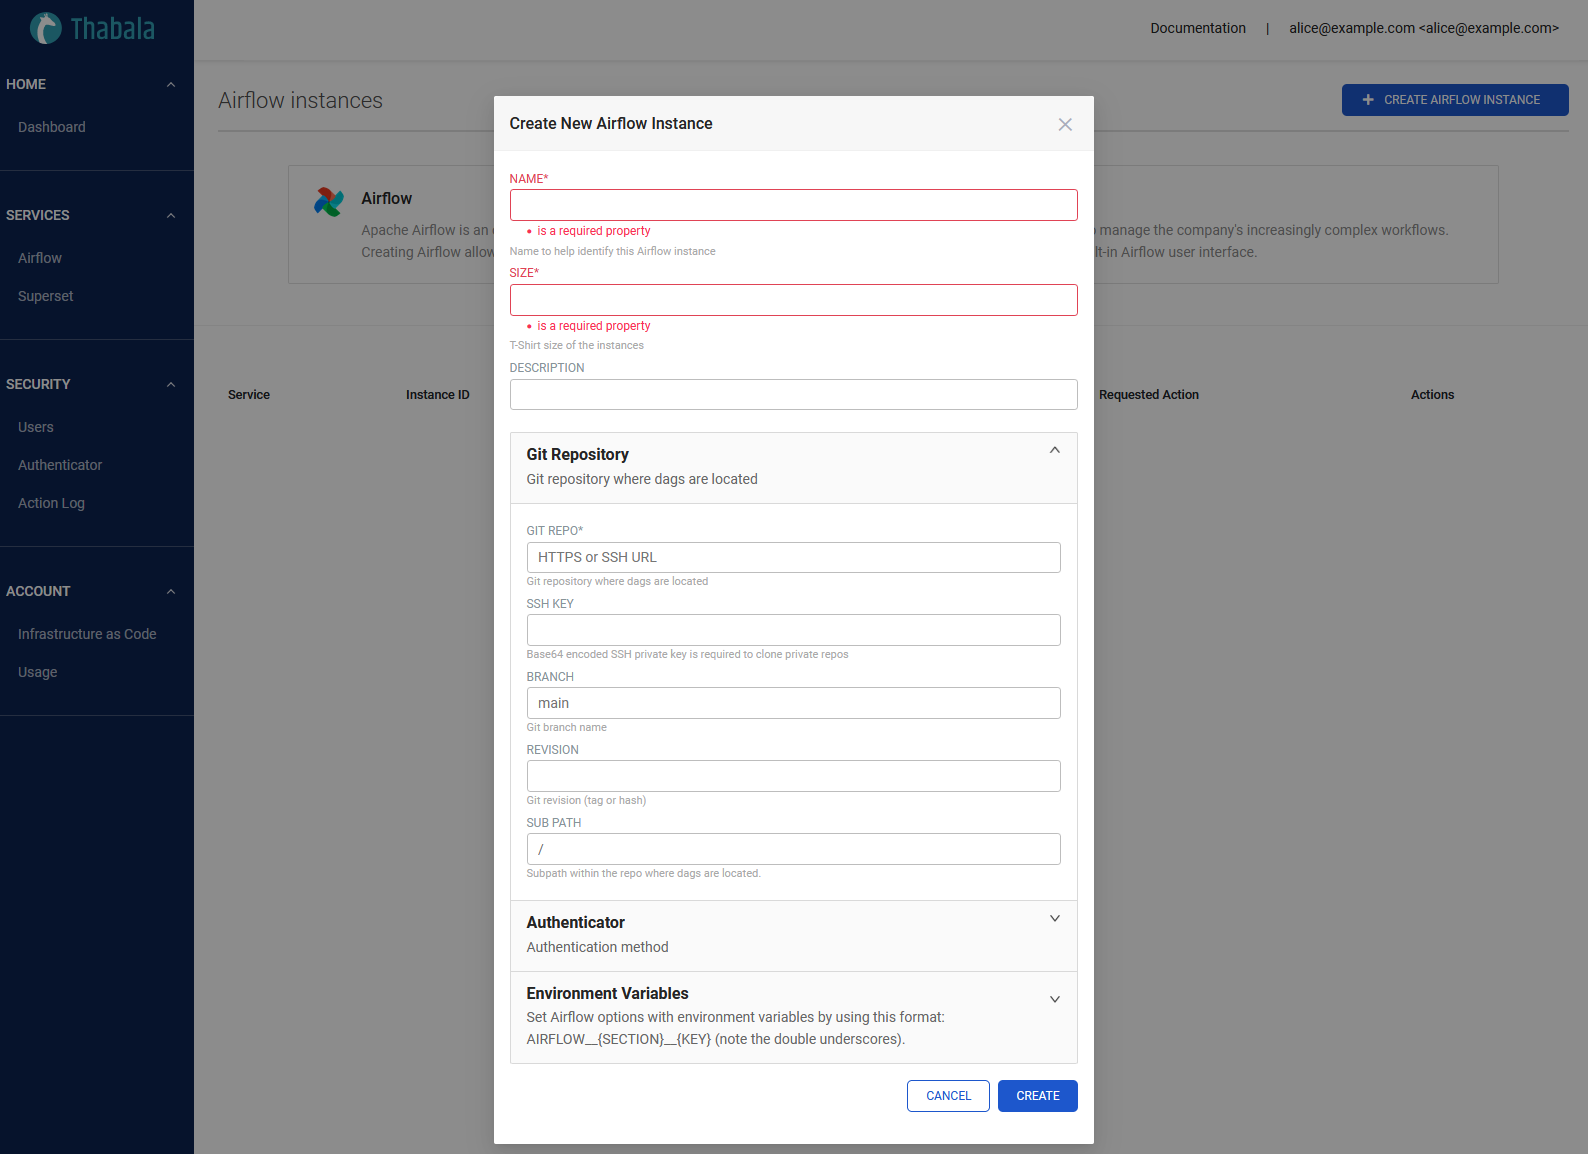 Thabala
Documentation | alice@example.com <alice@example.com>
HOME
Dashboard
SERVICES
Airflow
Superset
SECURITY
Users
Authenticator
Action Log
ACCOUNT
Infrastructure as Code
Usage
Airflow instances
CREATE AIRFLOW INSTANCE
Airflow
Apache Airflow is an
manage the company's increasingly complex workflows.
Creating Airflow allow
lt-in Airflow user interface.
Service Instance ID Requested Action Actions
Create New Airflow Instance
NAME*
is a required property
Name to help identify this Airflow instance
SIZE*
is a required property
T-Shirt size of the instances
DESCRIPTION
Git Repository
Git repository where dags are located
GIT REPO*
HTTPS or SSH URL
Git repository where dags are located
SSH KEY
Base64 encoded SSH private key is required to clone private repos
BRANCH
main
Git branch name
REVISION
Git revision (tag or hash)
SUB PATH
/
Subpath within the repo where dags are located.
Authenticator
Authentication method
Environment Variables
Set Airflow options with environment variables by using this format:
AIRFLOW__{SECTION}__{KEY} (note the double underscores).
CANCEL
CREATE